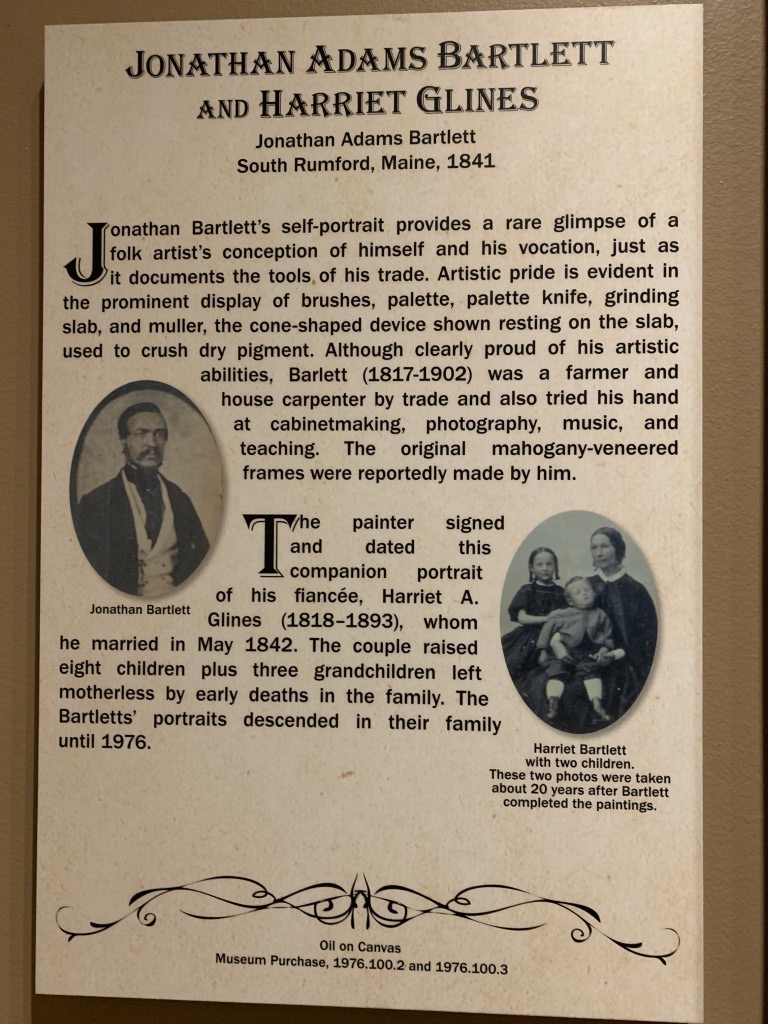 JONATHAN ADAMS BARTLETT
AND HARRIET GLINES
Jonathan Adams Bartlett
South Rumford, Maine, 1841
Jonathan Bartlett's self-portrait provides a rare glimpse of a
folk artist's conception of himself and his vocation, just as
it documents the tools of his trade. Artistic pride is evident in
the prominent display of brushes, palette, palette knife, grinding
slab, and muller, the cone-shaped device shown resting on the slab,
used to crush dry pigment. Although clearly proud of his artistic
abilities, Barlett (1817-1902) was a farmer and
house carpenter by trade and also tried his hand
at cabinetmaking, photography, music, and
teaching. The original mahogany-veneered
frames were reportedly made by him.
Jonathan Bartlett
The painter signed
and dated this
companion portrait
of his fiancée, Harriet A.
Glines (1818–1893), whom
he married in May 1842. The couple raised
eight children plus three grandchildren left
motherless by early deaths in the family. The
Bartletts' portraits descended in their family
until 1976.
Harriet Bartlett
with two children.
These two photos were taken
about 20 years after Bartlett
completed the paintings.
Oil on Canvas
Museum Purchase, 1976.100.2 and 1976.100.3